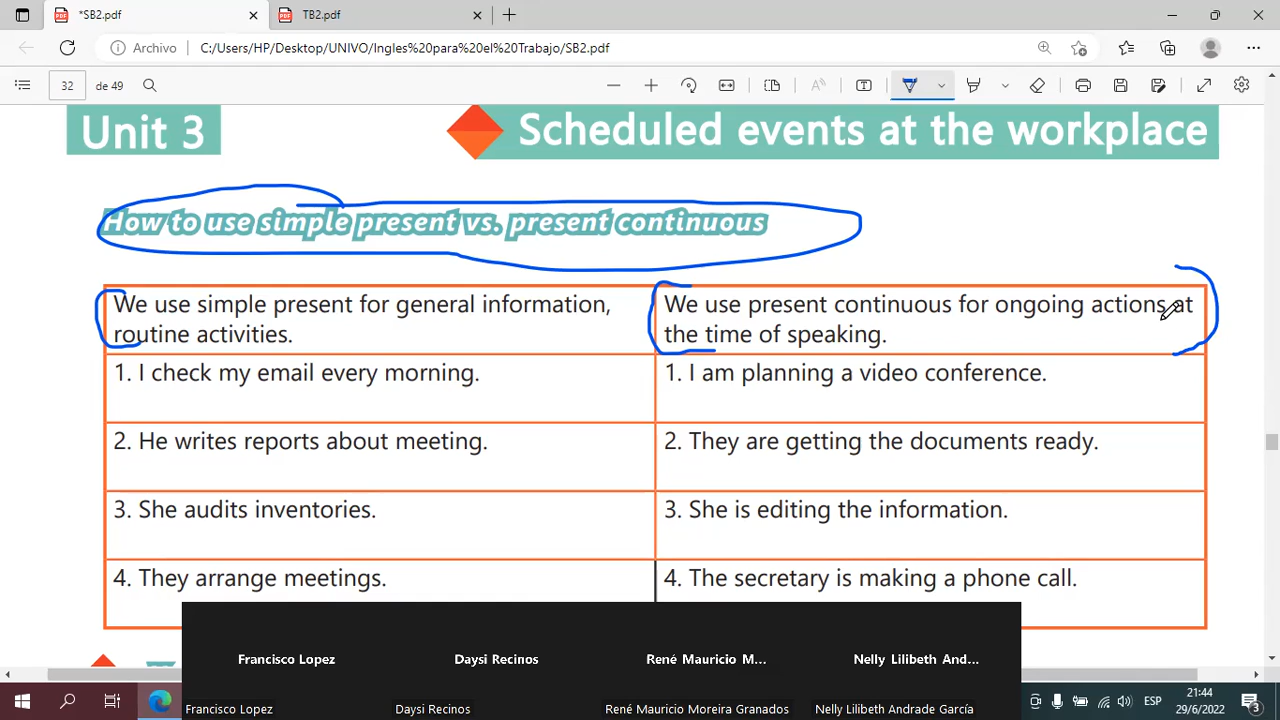 *SB2.pdf
TB2.pdf
Archivo
C:/Users/HP/Desktop/UNIVO/Ingles%20para%20el%20Trabajo/SB2.pdf
32
de 49
Unit 3
Scheduled events at the workplace
How to use simple present vs. present continuous
We use simple present for general information,
routine activities.
We use present continuous for ongoing actions at
the time of speaking.
1. I check my email every morning.
1. I am planning a video conference.
2. He writes reports about meeting.
2. They are getting the documents ready.
3. She audits inventories.
3. She is editing the information.
4. They arrange meetings.
4. The secretary is making a phone call.
Francisco Lopez
Daysi Recinos
René Mauricio M...
Nelly Lilibeth And...
Francisco Lopez
Daysi Recinos
René Mauricio Moreira Granados
Nelly Lilibeth Andrade García
ESP
21:44
29/6/2022
3